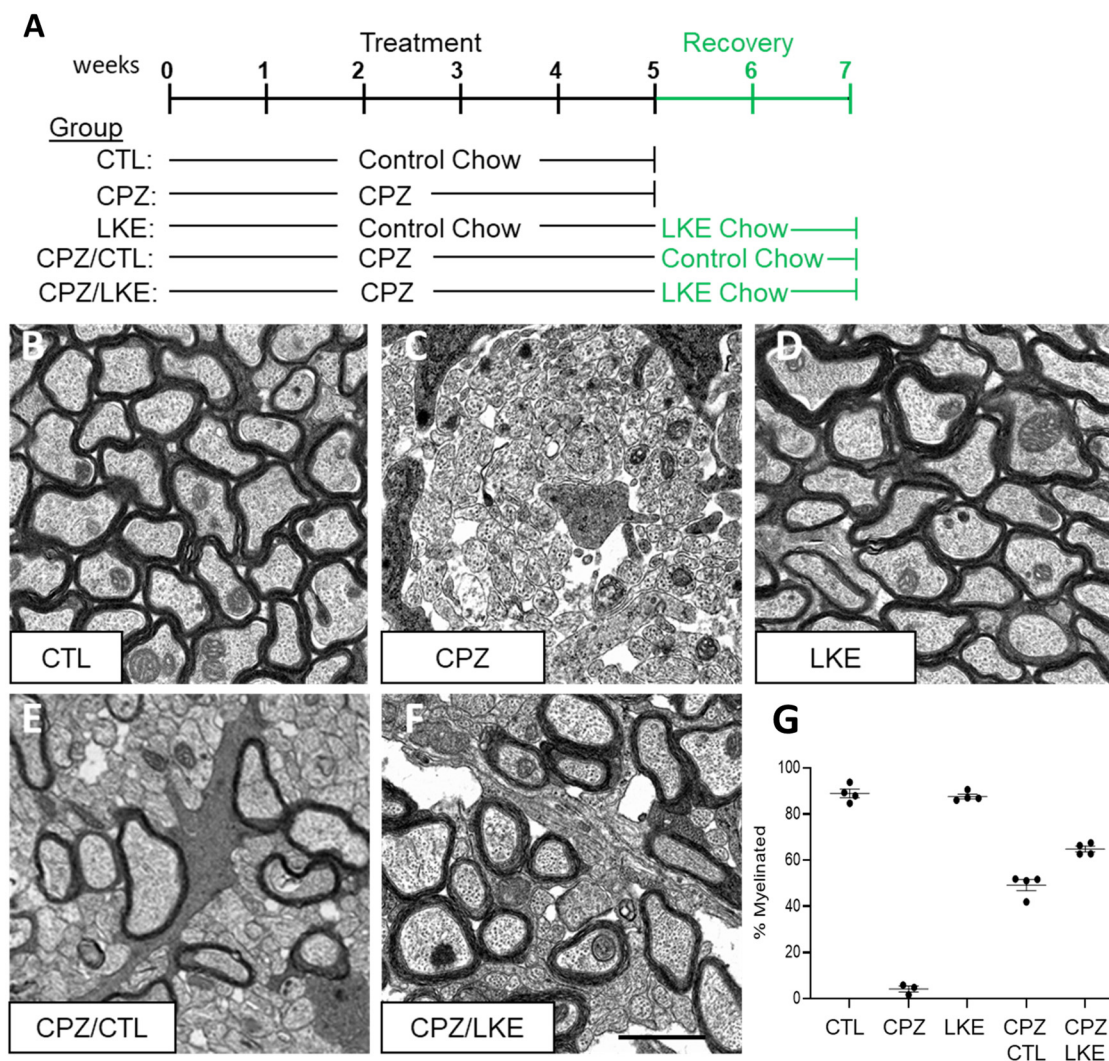 A
Treatment Recovery
weeks 0 1 2 3 4 5 6 7
Group
CTL: Control Chow
CPZ: CPZ
LKE: Control Chow LKE Chow
CPZ/CTL: CPZ Control Chow
CPZ/LKE: CPZ LKE Chow
B C D
CTL CPZ LKE
E F G
CPZ/CTL CPZ/LKE
% Myelinated
100
80
60
40
20
0
CTL CPZ LKE CPZ CPZ
CTL LKE